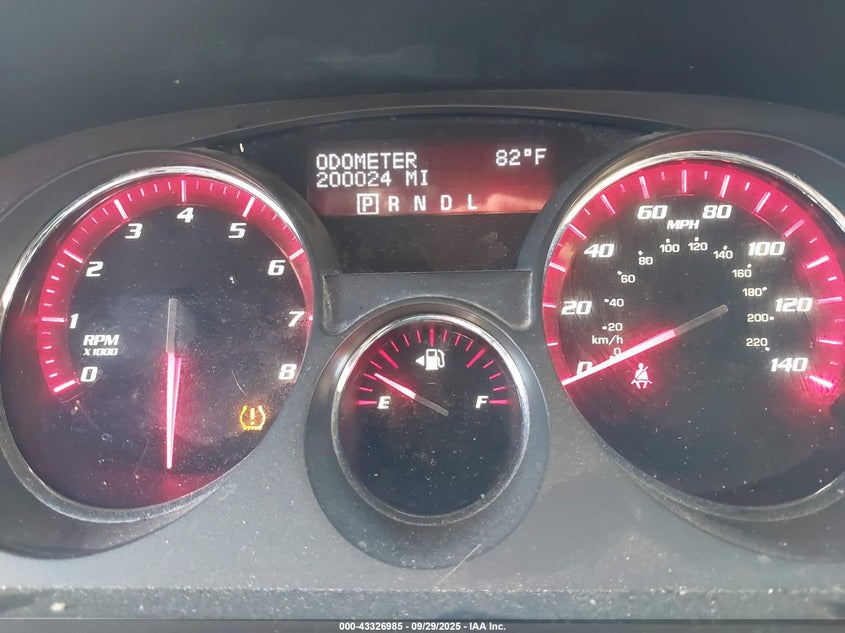 ODOMETER 82°F
200024 MI
P R N D L
0 1 2 3 4 5 6 7 8
RPM
X1000
E F
0 20 40 60 80 100 120 140
MPH
0 20 40 60 80 100 120 140 160 180 200 220
km/h
000-43326985 - 09/29/2025 - IAA Inc.